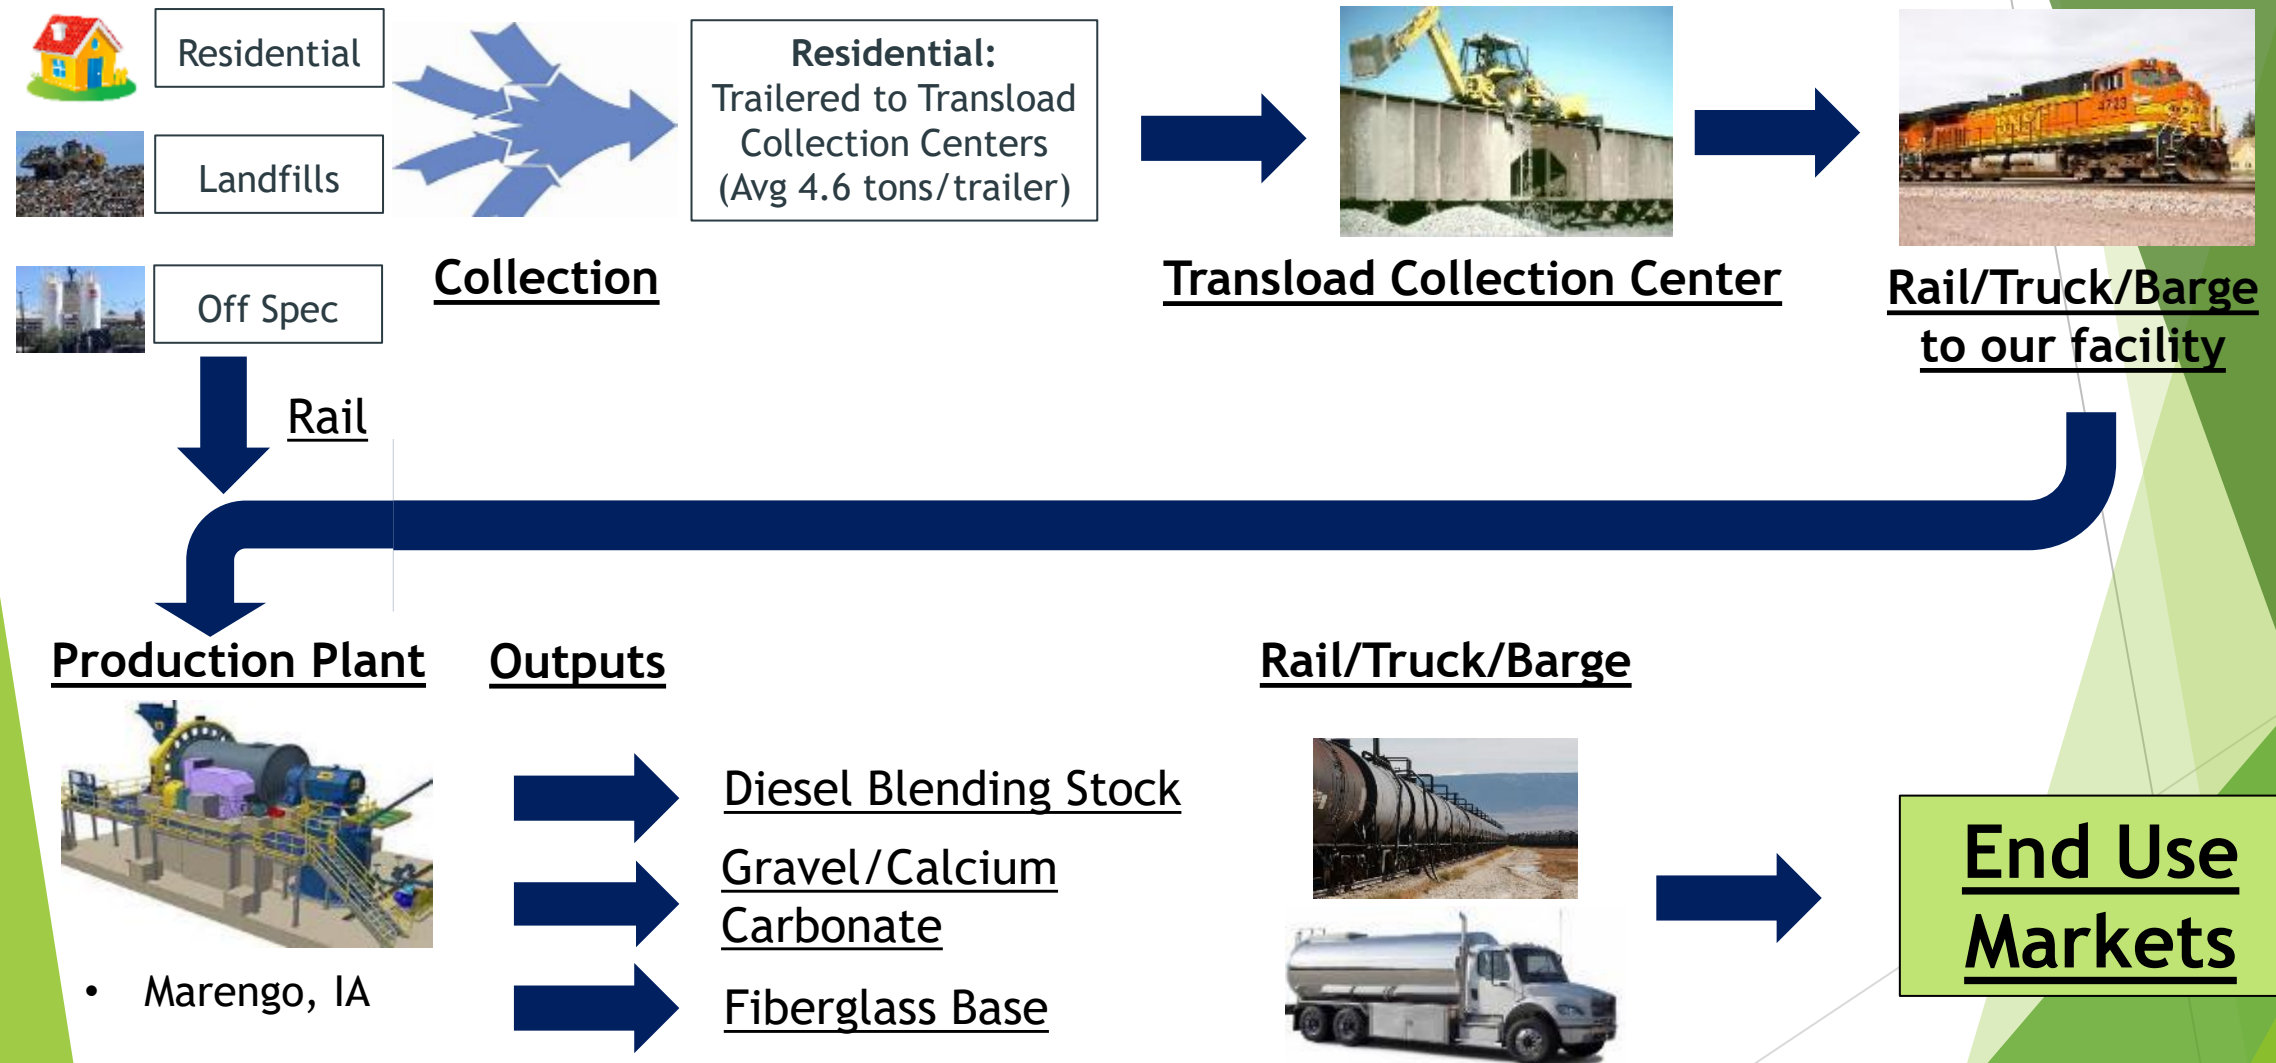 Residential
Landfills
Off Spec
Collection
Residential:
Trailered to Transload
Collection Centers
(Avg 4.6 tons/trailer)
Transload Collection Center
4723
BNSF
Rail/Truck/Barge
to our facility
Rail
Production Plant
• Marengo, IA
Outputs
Diesel Blending Stock
Gravel/Calcium
Carbonate
Fiberglass Base
Rail/Truck/Barge
End Use
Markets